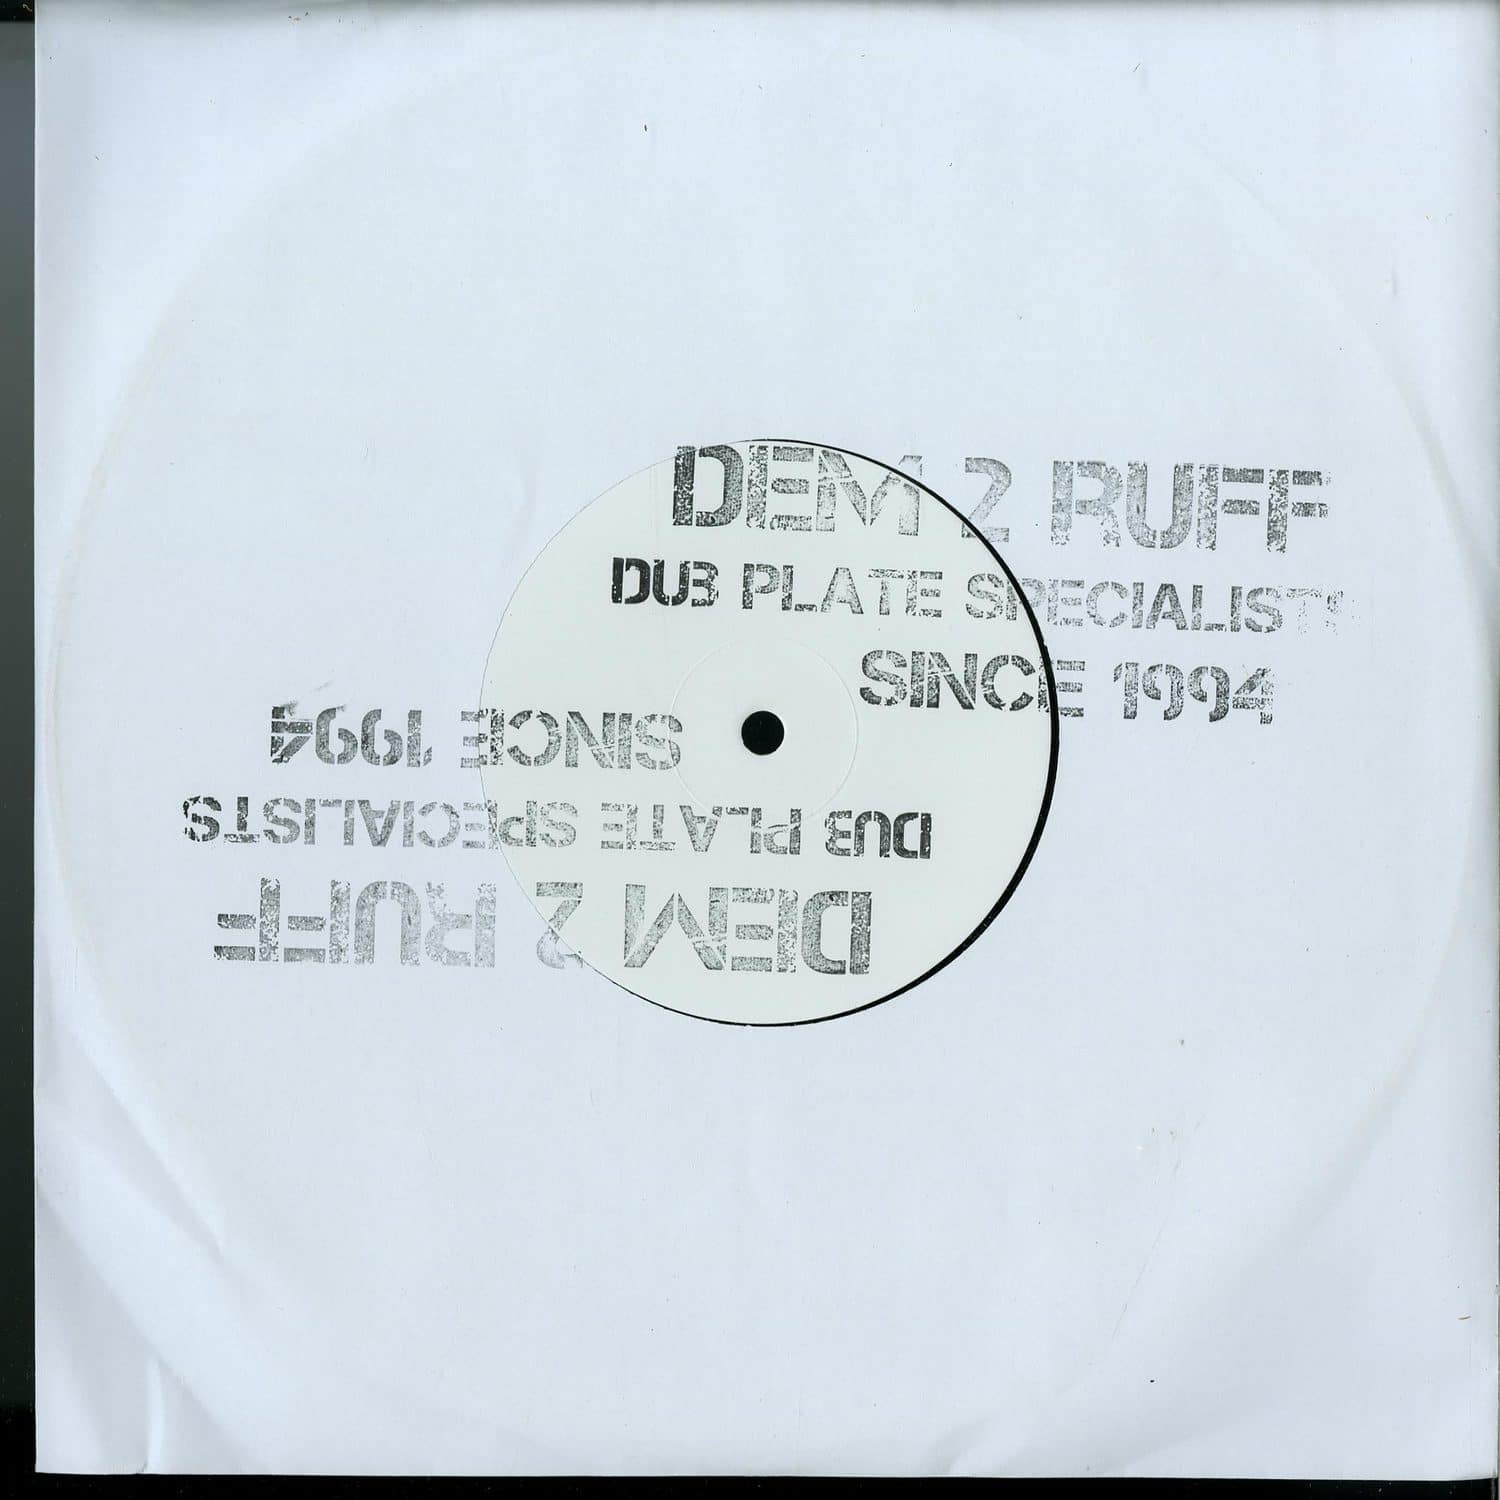 DEM 2 RUFF
DUB PLATE SPECIALISTS
SINCE 1994
DEM 2 RUFF
DUB PLATE SPECIALISTS
SINCE 1994